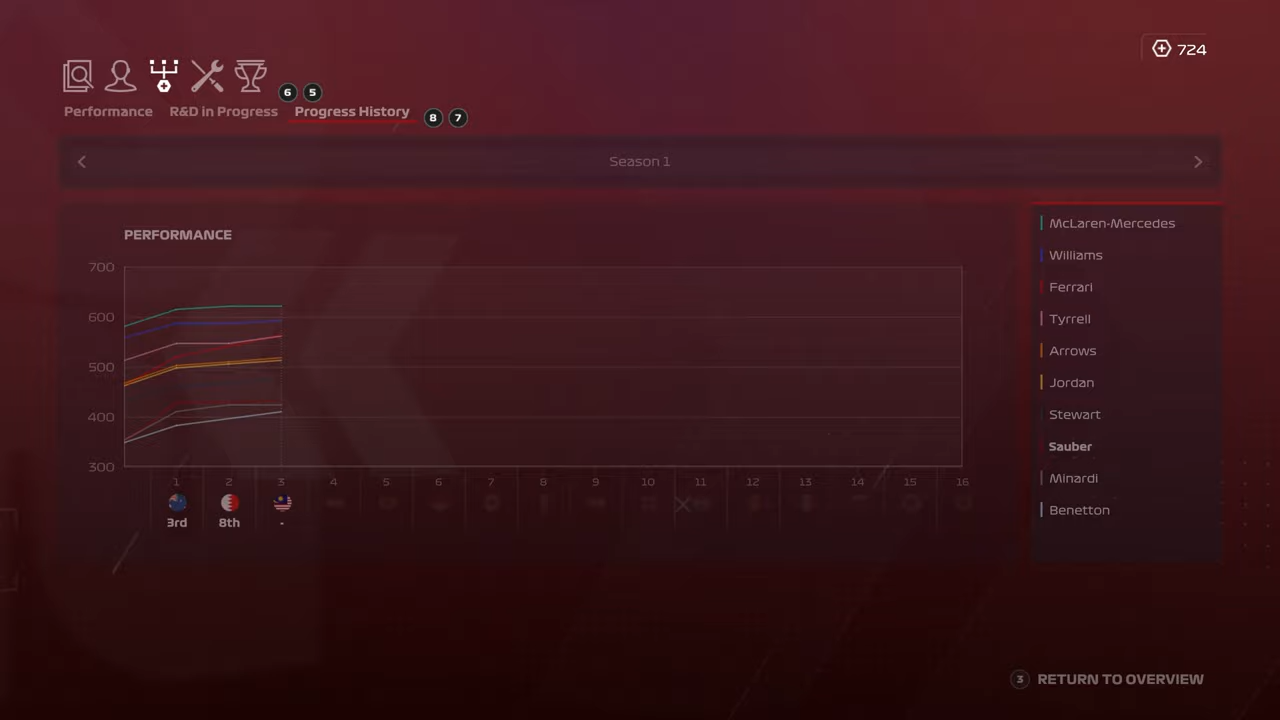 724
6 5
Performance R&D in Progress Progress History 8 7
Season 1
PERFORMANCE
700
600
500
400
300
1 2 3 4 5 6 7 8 9 10 11 12 13 14 15 16
3rd 8th -
McLaren-Mercedes
Williams
Ferrari
Tyrrell
Arrows
Jordan
Stewart
Sauber
Minardi
Benetton
3 RETURN TO OVERVIEW